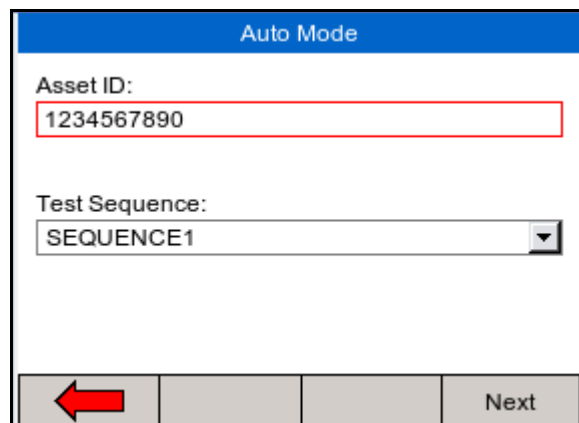 Auto Mode
Asset ID:
1234567890
Test Sequence:
SEQUENCE1
Next